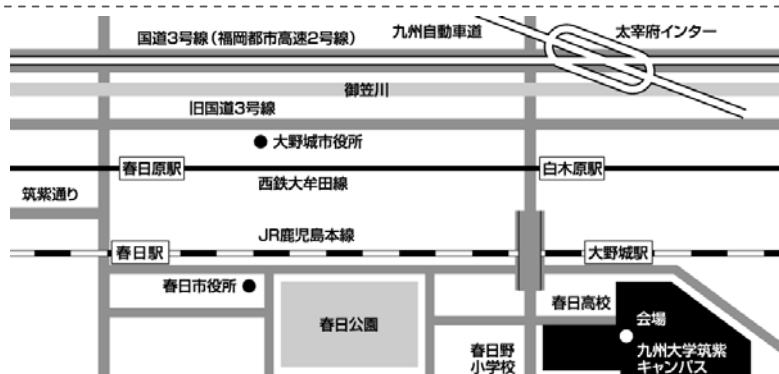 国道3号線（福岡都市高速2号線）
九州自動車道
太宰府インター
御笠川
旧国道3号線
大野城市役所
春日原駅
白木原駅
西鉄大牟田線
筑紫通り
JR鹿児島本線
春日駅
大野城駅
春日市役所
春日公園
春日高校
会場
春日野
小学校
九州大学筑紫
キャンパス